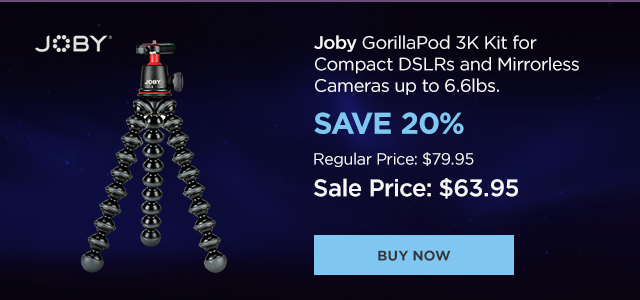 JOBY
JOBY
Joby GorillaPod 3K Kit for
Compact DSLRs and Mirrorless
Cameras up to 6.6lbs.
SAVE 20%
Regular Price: $79.95
Sale Price: $63.95
BUY NOW